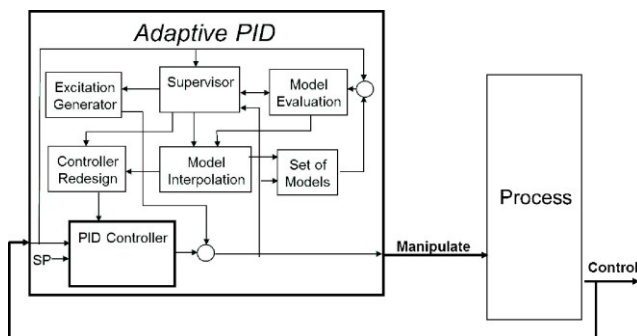 Adaptive PID
Excitation
Generator
Supervisor
Model
Evaluation
Controller
Redesign
Model
Interpolation
Set of
Models
Process
PID Controller
SP
Manipulate
Control